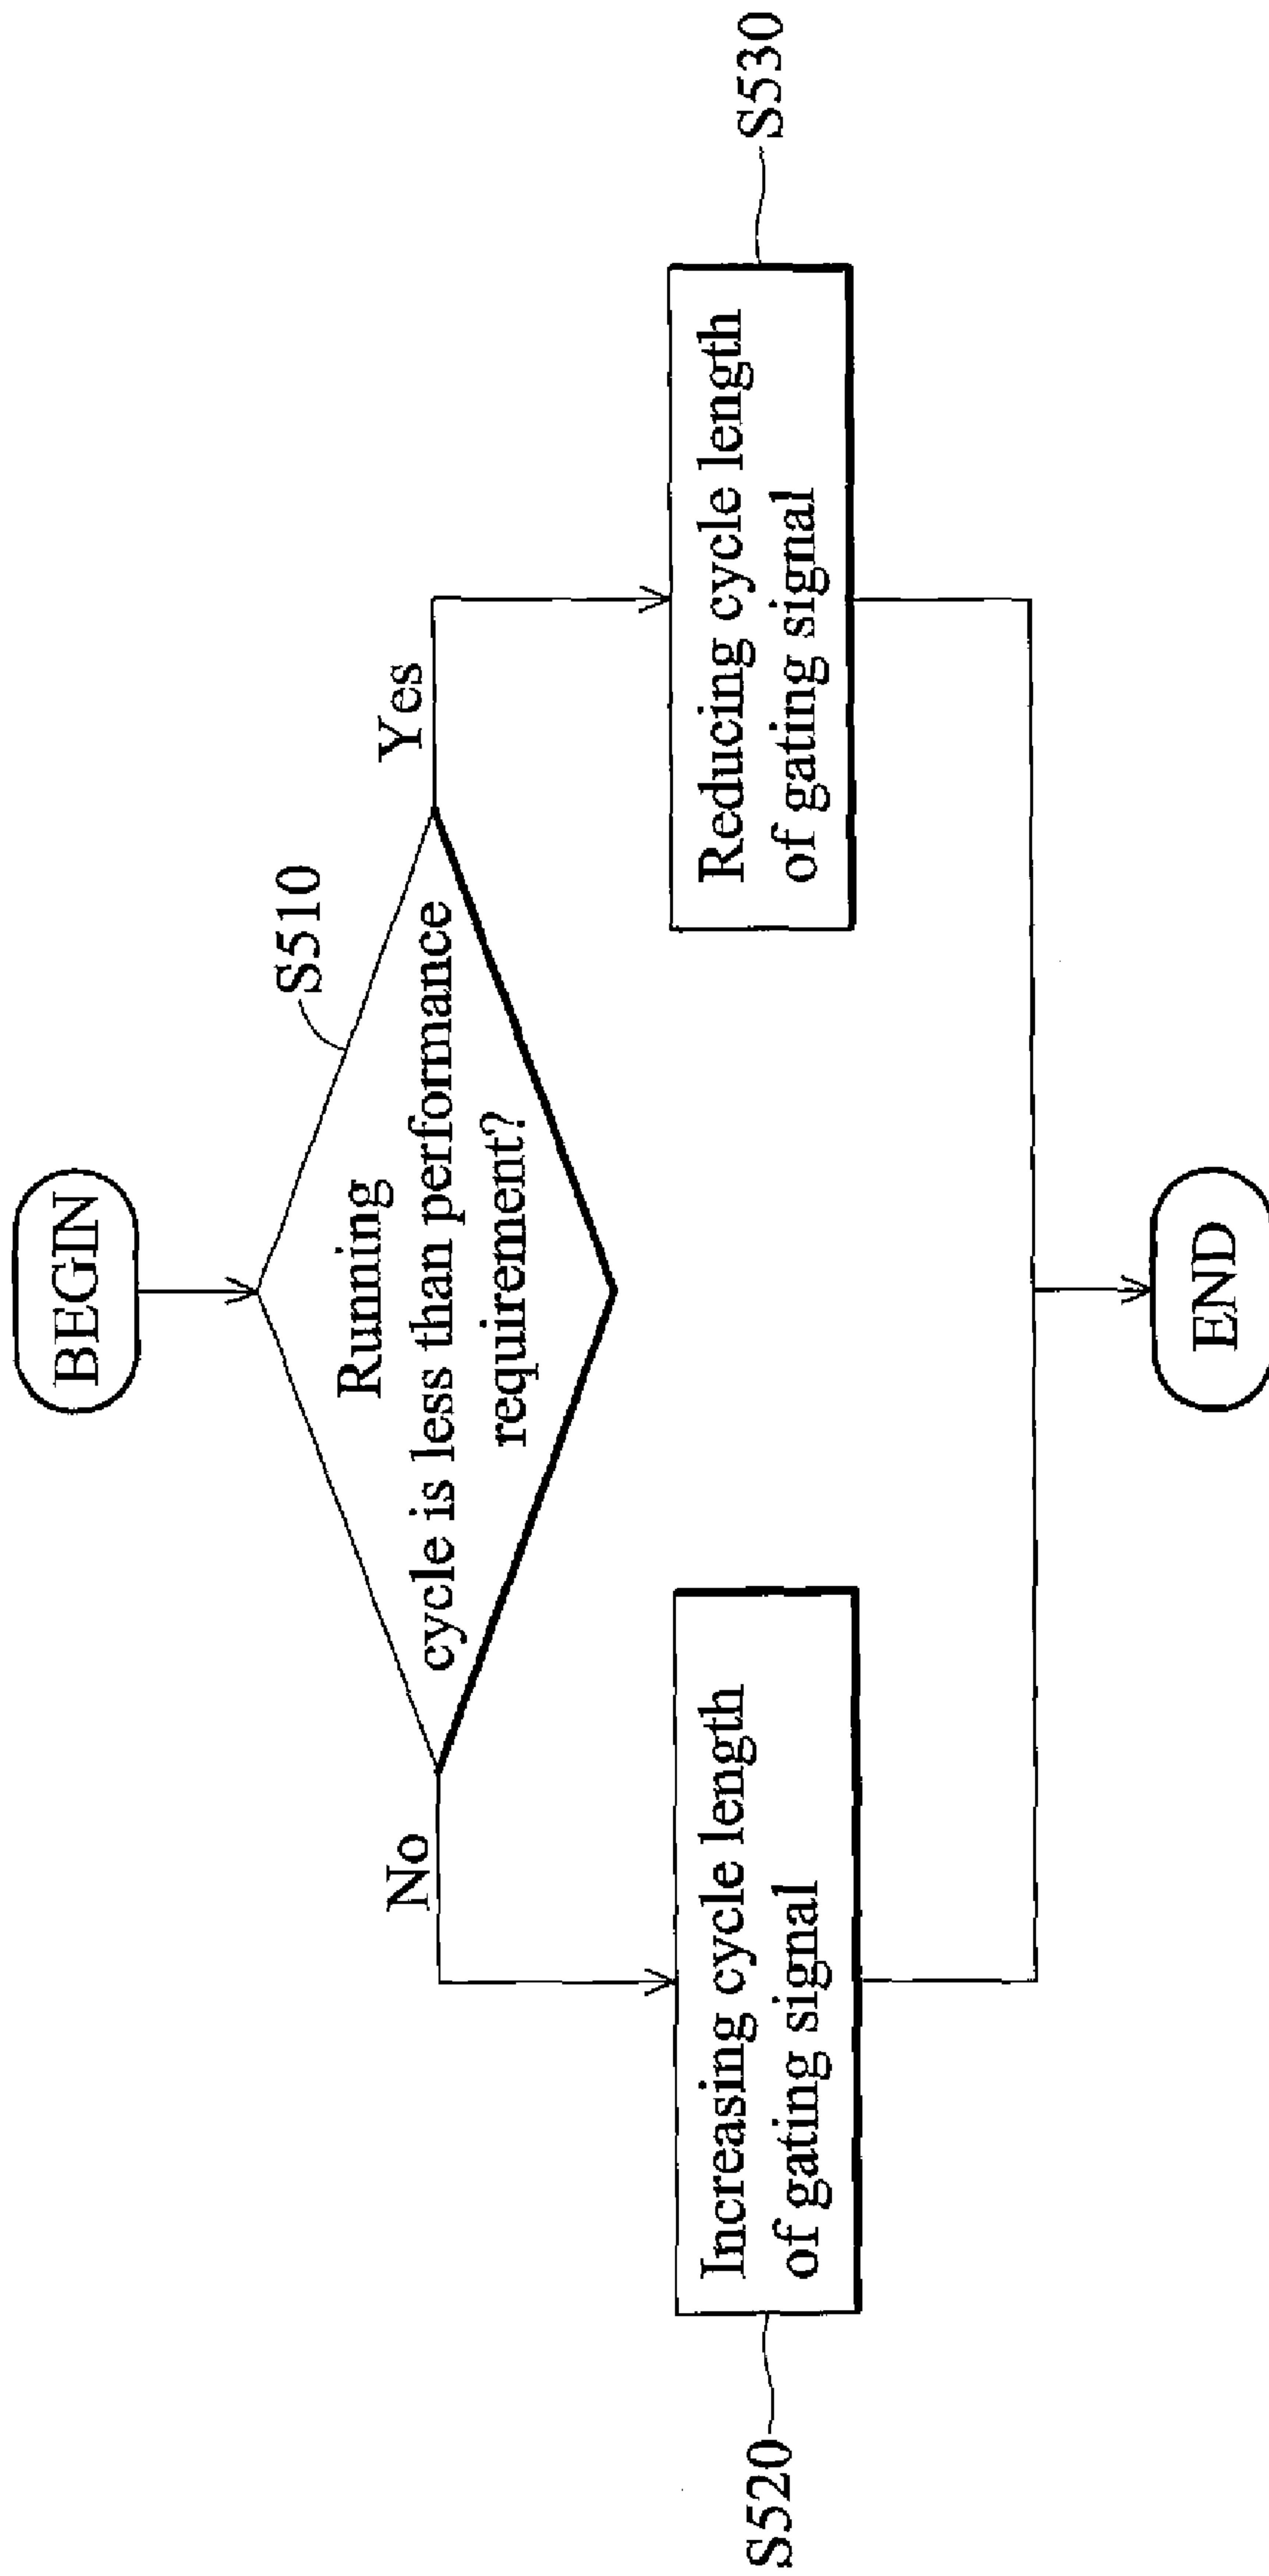 BEGIN
S510
Running
cycle is less than performance
requirement?
No
Yes
Increasing cycle length
of gating signal
S520
Reducing cycle length
of gating signal
S530
END